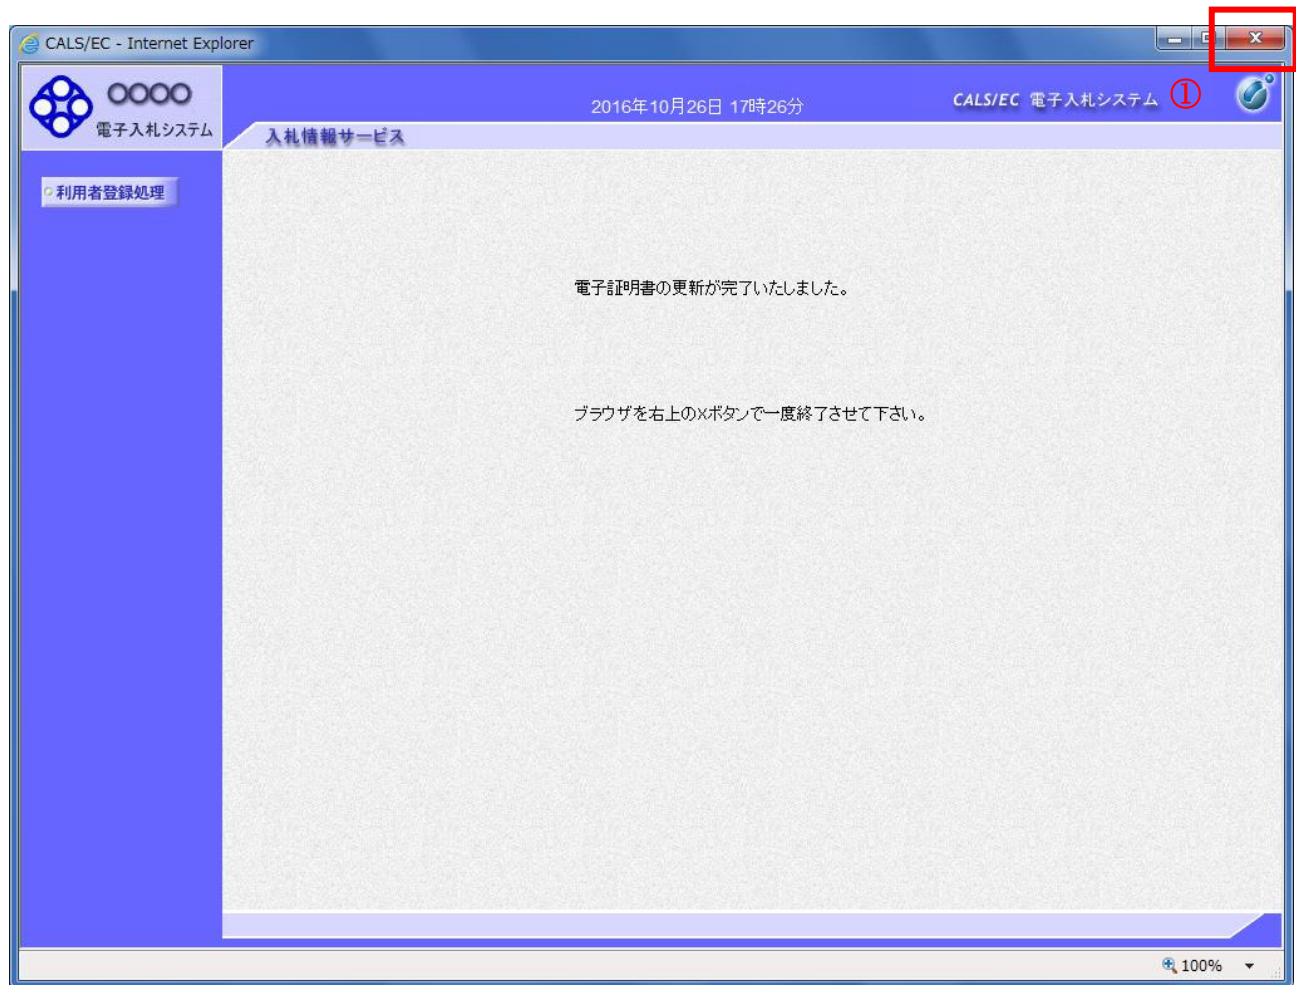 CALS/EC - Internet Explorer
〇〇〇〇
電子入札システム
2016年10月26日 17時26分
CALS/EC 電子入札システム
①
入札情報サービス
利用者登録処理
電子証明書の更新が完了いたしました。
ブラウザを右上の×ボタンで一度終了させて下さい。
100%